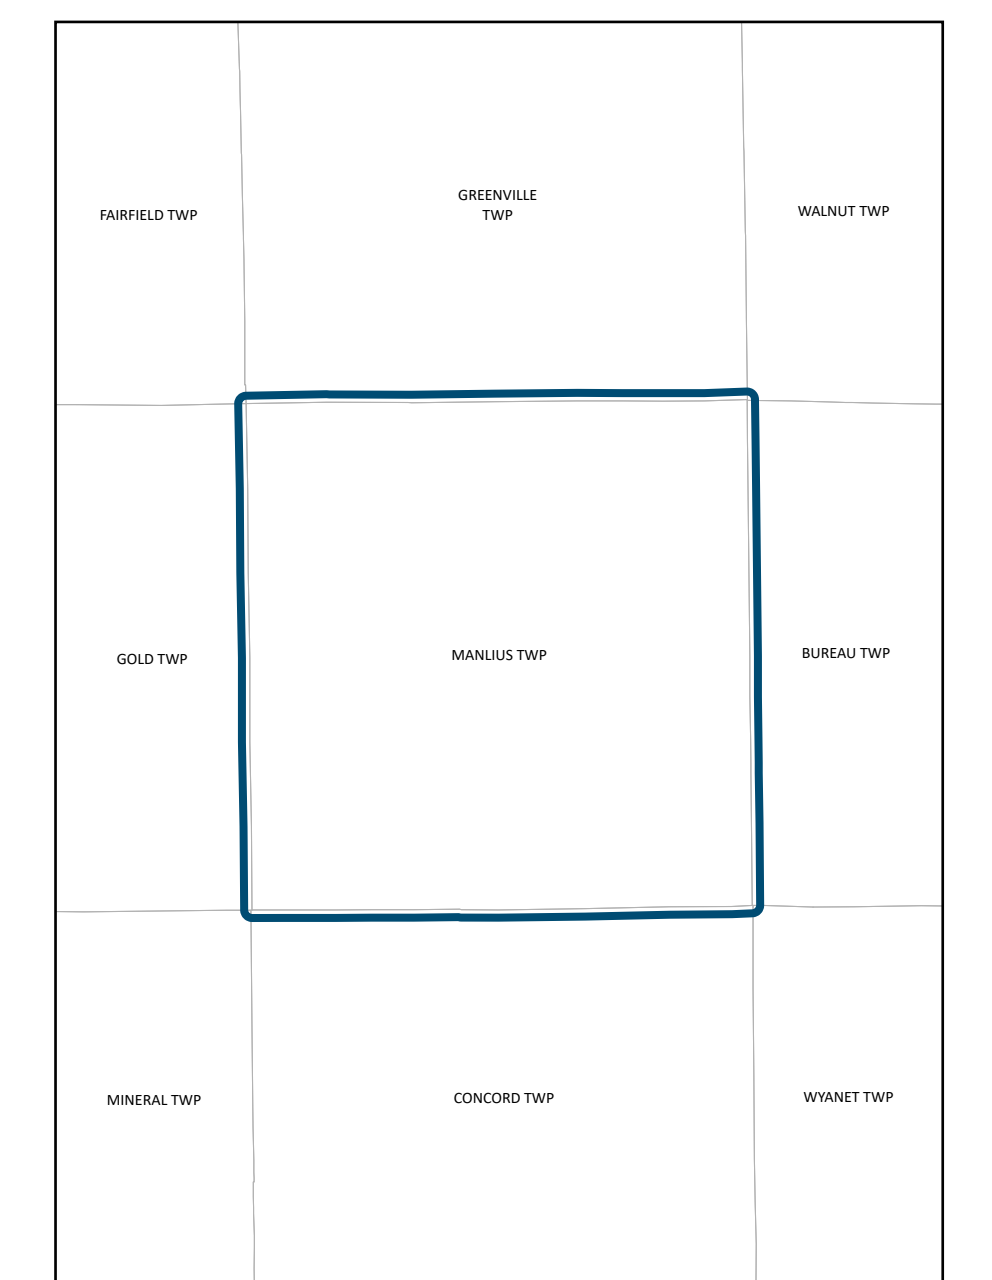 FAIRFIELD TWP
GREENVILLE
TWP
WALNUT TWP
GOLD TWP
MANLIUS TWP
BUREAU TWP
MINERAL TWP
CONCORD TWP
WYANET TWP